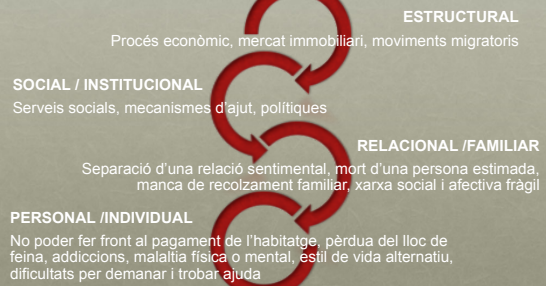 ESTRUCTURAL
Procés econòmic, mercat immobiliari, moviments migratoris
SOCIAL / INSTITUCIONAL
Serveis socials, mecanismes d'ajut, polítiques
RELACIONAL /FAMILIAR
Separació d'una relació sentimental, mort d'una persona estimada,
manca de recolzament familiar, xarxa social i afectiva fràgil
PERSONAL /INDIVIDUAL
No poder fer front al pagament de l'habitatge, pèrdua del lloc de
feina, addiccions, malaltia física o mental, estil de vida alternatiu,
dificultats per demanar i trobar ajuda